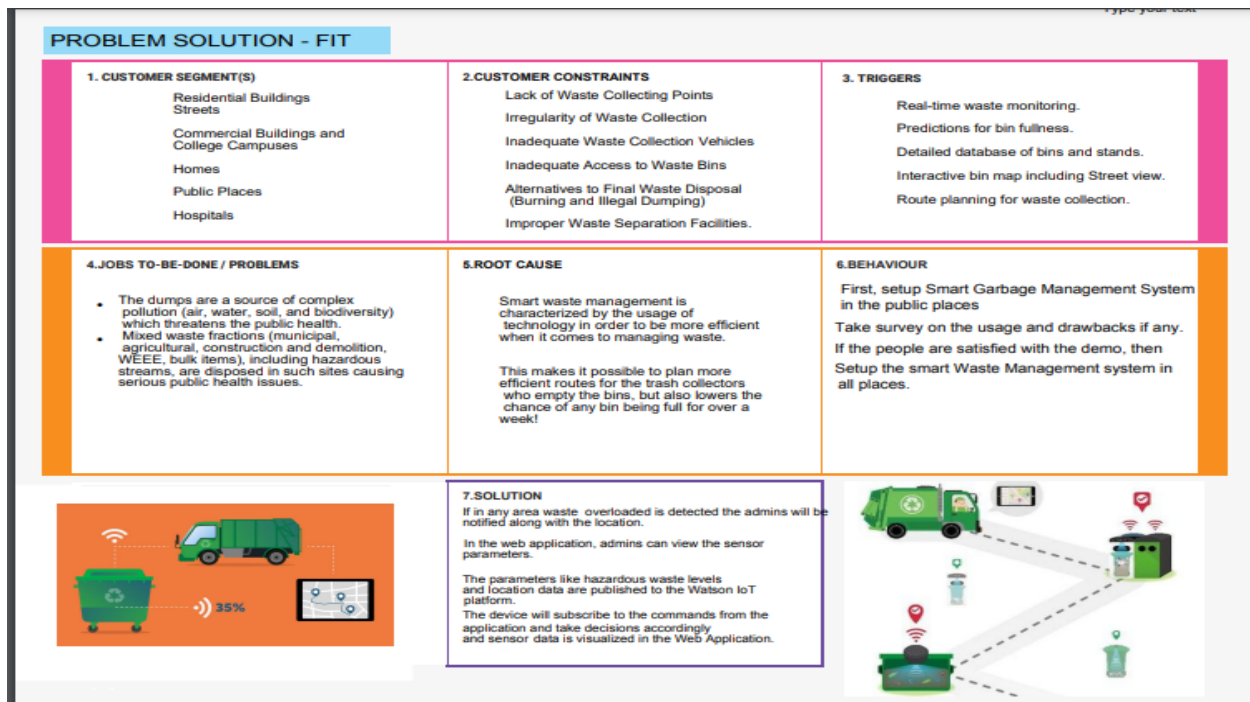 Type your text
PROBLEM SOLUTION - FIT
1. CUSTOMER SEGMENT(S)
Residential Buildings
Streets
Commercial Buildings and
College Campuses
Homes
Public Places
Hospitals
2.CUSTOMER CONSTRAINTS
Lack of Waste Collecting Points
Irregularity of Waste Collection
Inadequate Waste Collection Vehicles
Inadequate Access to Waste Bins
Alternatives to Final Waste Disposal
(Burning and Illegal Dumping)
Improper Waste Separation Facilities.
3. TRIGGERS
Real-time waste monitoring.
Predictions for bin fullness.
Detailed database of bins and stands.
Interactive bin map including Street view.
Route planning for waste collection.
4.JOBS TO-BE-DONE / PROBLEMS
• The dumps are a source of complex
pollution (air, water, soil, and biodiversity)
which threatens the public health.
• Mixed waste fractions (municipal,
agricultural, construction and demolition,
WEEE, bulk items), including hazardous
streams, are disposed in such sites causing
serious public health issues.
5.ROOT CAUSE
Smart waste management is
characterized by the usage of
technology in order to be more efficient
when it comes to managing waste.
This makes it possible to plan more
efficient routes for the trash collectors
who empty the bins, but also lowers the
chance of any bin being full for over a
week!
6.BEHAVIOUR
First, setup Smart Garbage Management System
in the public places
Take survey on the usage and drawbacks if any.
If the people are satisfied with the demo, then
Setup the smart Waste Management system in
all places.
35%
7.SOLUTION
If in any area waste overloaded is detected the admins will be
notified along with the location.
In the web application, admins can view the sensor
parameters.
The parameters like hazardous waste levels
and location data are published to the Watson IoT
platform.
The device will subscribe to the commands from the
application and take decisions accordingly
and sensor data is visualized in the Web Application.